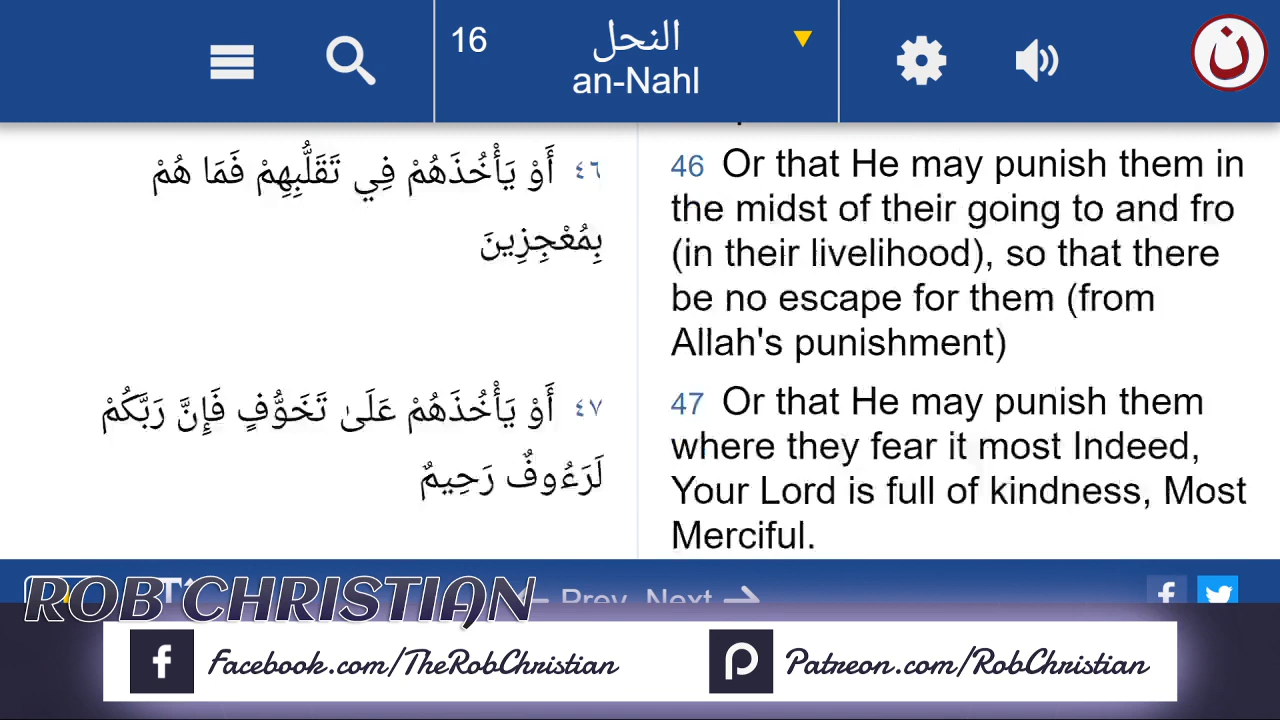 16
النحل
an-Nahl
ن
٤٦ أَوْ يَأْخُذَهُمْ فِي تَقَلُّبِهِمْ فَمَا هُمْ
بِمُعْجِزِينَ
46 Or that He may punish them in
the midst of their going to and fro
(in their livelihood), so that there
be no escape for them (from
Allah's punishment)
٤٧ أَوْ يَأْخُذَهُمْ عَلَىٰ تَخَوُّفٍ فَإِنَّ رَبَّكُمْ
لَرَءُوفٌ رَحِيمٌ
47 Or that He may punish them
where they fear it most Indeed,
Your Lord is full of kindness, Most
Merciful.
Prev Next
ROB CHRISTIAN
Facebook.com/TheRobChristian
Patreon.com/RobChristian